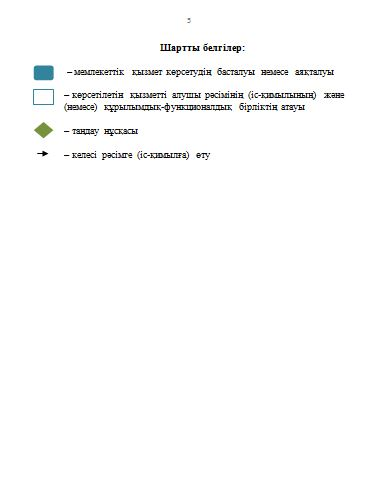 5
Шартты белгілер:
– мемлекеттік қызмет көрсетудің басталуы немесе аяқталуы
– көрсетілетін қызметті алушы рәсімінің (іс-қимылының) және
(немесе) құрылымдық-функционалдық бірліктің атауы
– таңдау нұсқасы
– келесі рәсімге (іс-қимылға) өту